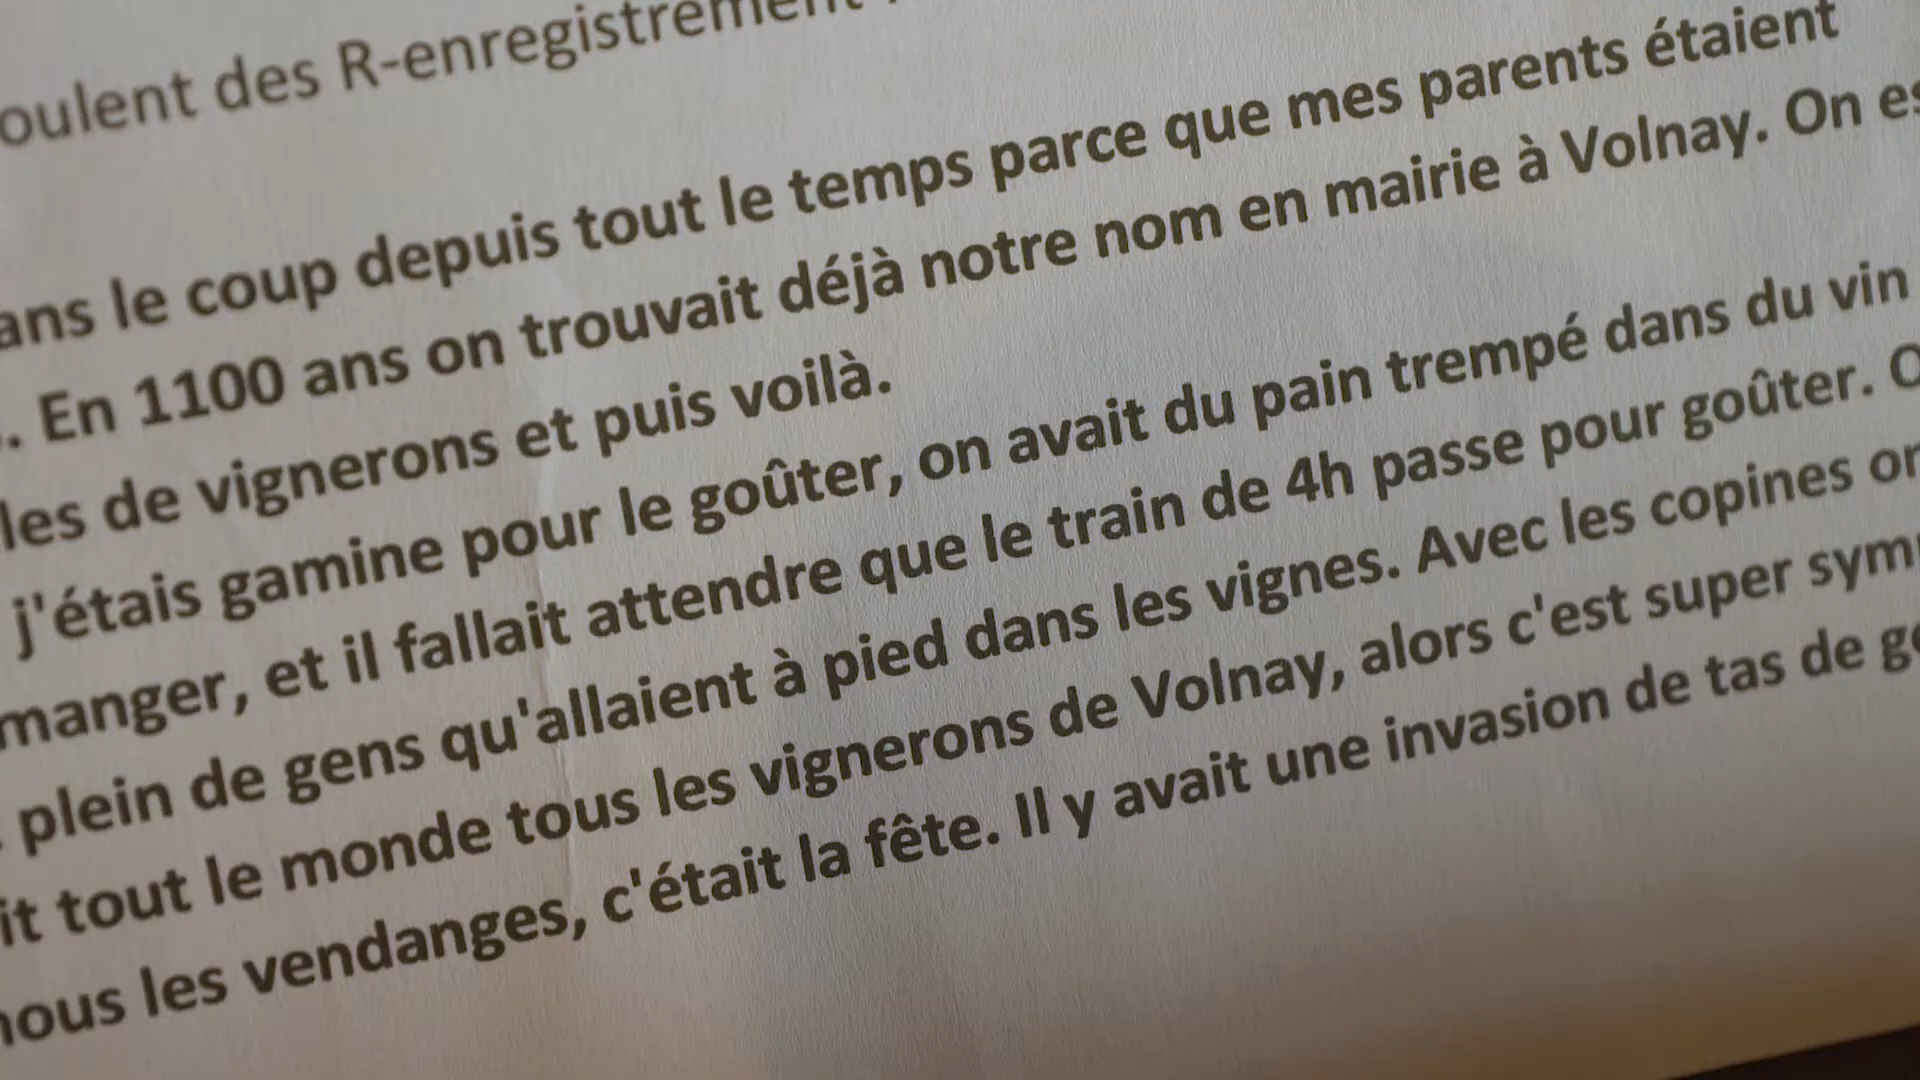 oulent des R-enregistrement
ans le coup depuis tout le temps parce que mes parents étaient
. En 1100 ans on trouvait déjà notre nom en mairie à Volnay. On es
les de vignerons et puis voilà.
j'étais gamine pour le goûter, on avait du pain trempé dans du vin
manger, et il fallait attendre que le train de 4h passe pour goûter. O
plein de gens qu'allaient à pied dans les vignes. Avec les copines on
it tout le monde tous les vignerons de Volnay, alors c'est super symp
nous les vendanges, c'était la fête. Il y avait une invasion de tas de ge